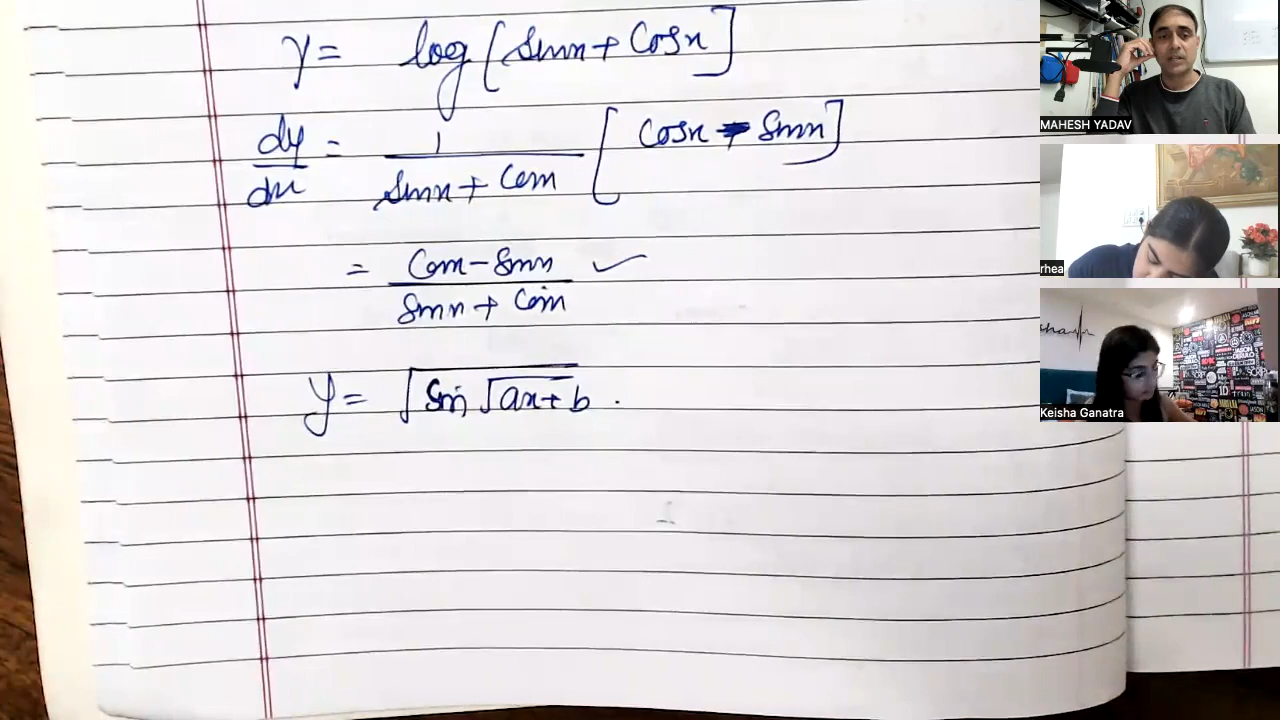 y = log [sinx + Cosx]
dy/dx = 1/(sinx + Cosx) [Cosx - Sinx]
= (Cosx - Sinx)/(Sinx + Cosx) ✓
y = √(Sin √(ax+b)) .
MAHESH YADAV
rhea
Keisha Ganatra